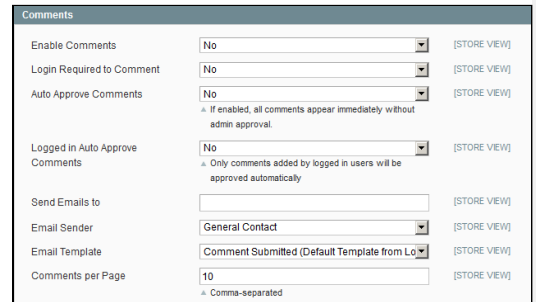 Comments
Enable Comments No [STORE VIEW]
Login Required to Comment No [STORE VIEW]
Auto Approve Comments No [STORE VIEW]
If enabled, all comments appear immediately without
admin approval.
Logged in Auto Approve
Comments No [STORE VIEW]
Only comments added by logged in users will be
approved automatically
Send Emails to [STORE VIEW]
Email Sender General Contact [STORE VIEW]
Email Template Comment Submitted (Default Template from Lo [STORE VIEW]
Comments per Page 10 [STORE VIEW]
Comma-separated